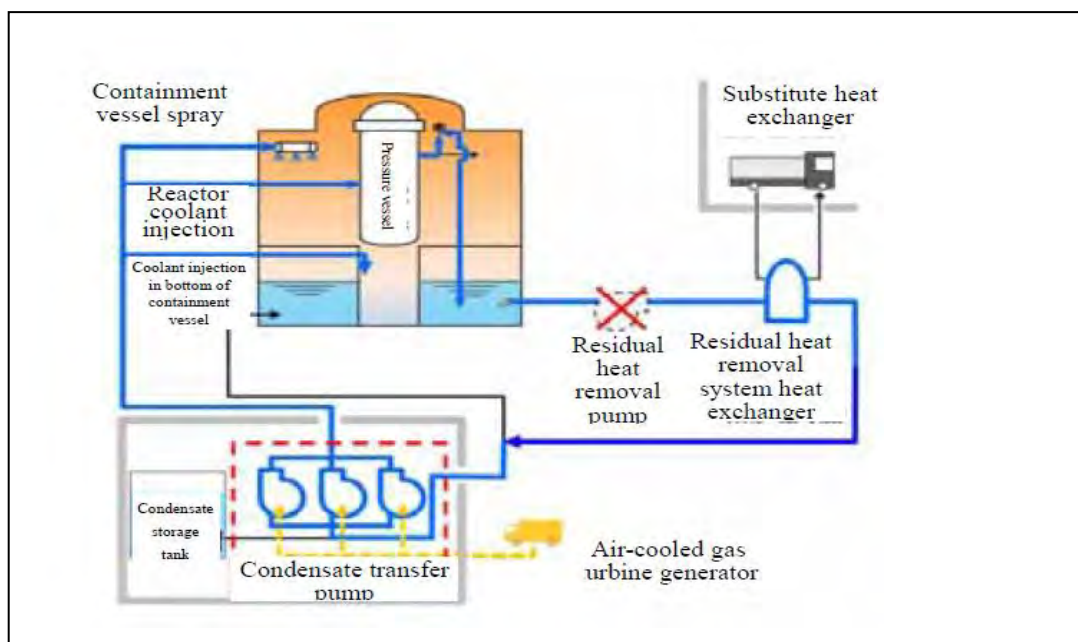 Containment
vessel spray
Substitute heat
exchanger
Pressure vessel
Reactor
coolant
injection
Coolant injection
in bottom of
containment
vessel
Residual
heat
removal
pump
Residual heat
removal
system heat
exchanger
Condensate
storage
tank
Condensate transfer
pump
Air-cooled gas
urbine generator